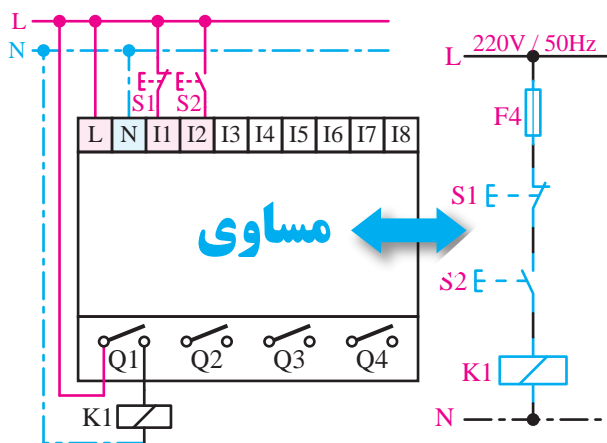 L
N
S1 S2
L N I1 I2 I3 I4 I5 I6 I7 I8
مساوی
Q1 Q2 Q3 Q4
K1
L 220V / 50Hz
F4
S1
S2
K1
N